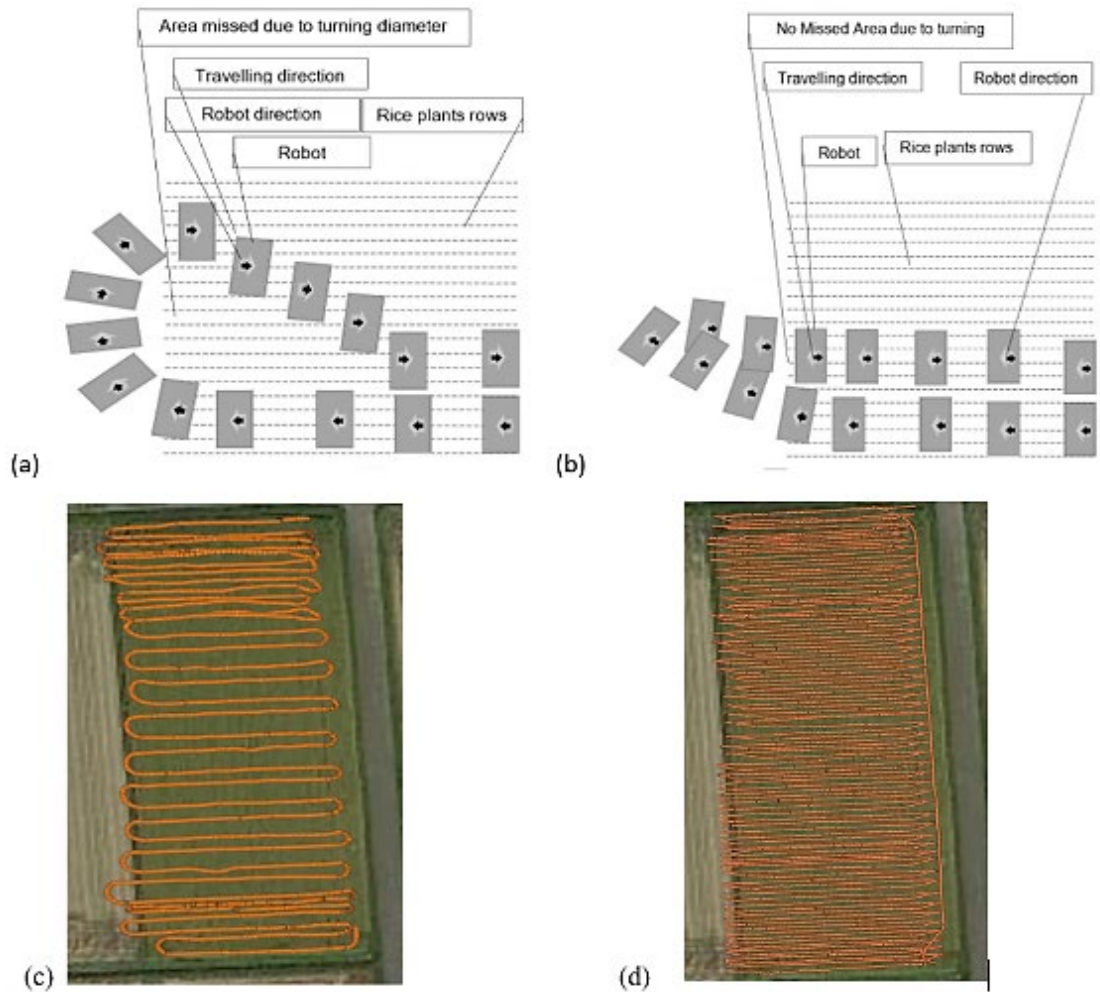 Area missed due to turning diameter
Travelling direction
Robot direction
Rice plants rows
Robot
(a)
No Missed Area due to turning
Travelling direction
Robot direction
Robot
Rice plants rows
(b)
(c)
(d)